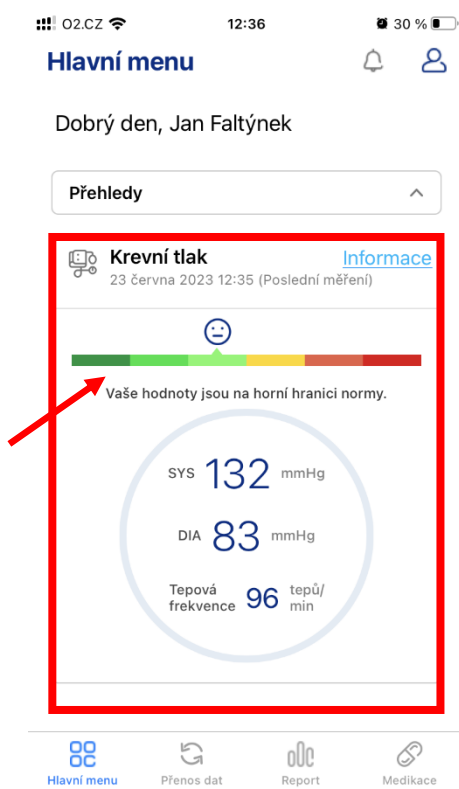 O2.CZ 12:36 30 %
Hlavní menu
Dobrý den, Jan Faltýnek
Přehledy
Krevní tlak Informace
23 června 2023 12:35 (Poslední měření)
Vaše hodnoty jsou na horní hranici normy.
SYS 132 mmHg
DIA 83 mmHg
Tepová frekvence 96 tepů/min
Hlavní menu Přenos dat Report Medikace